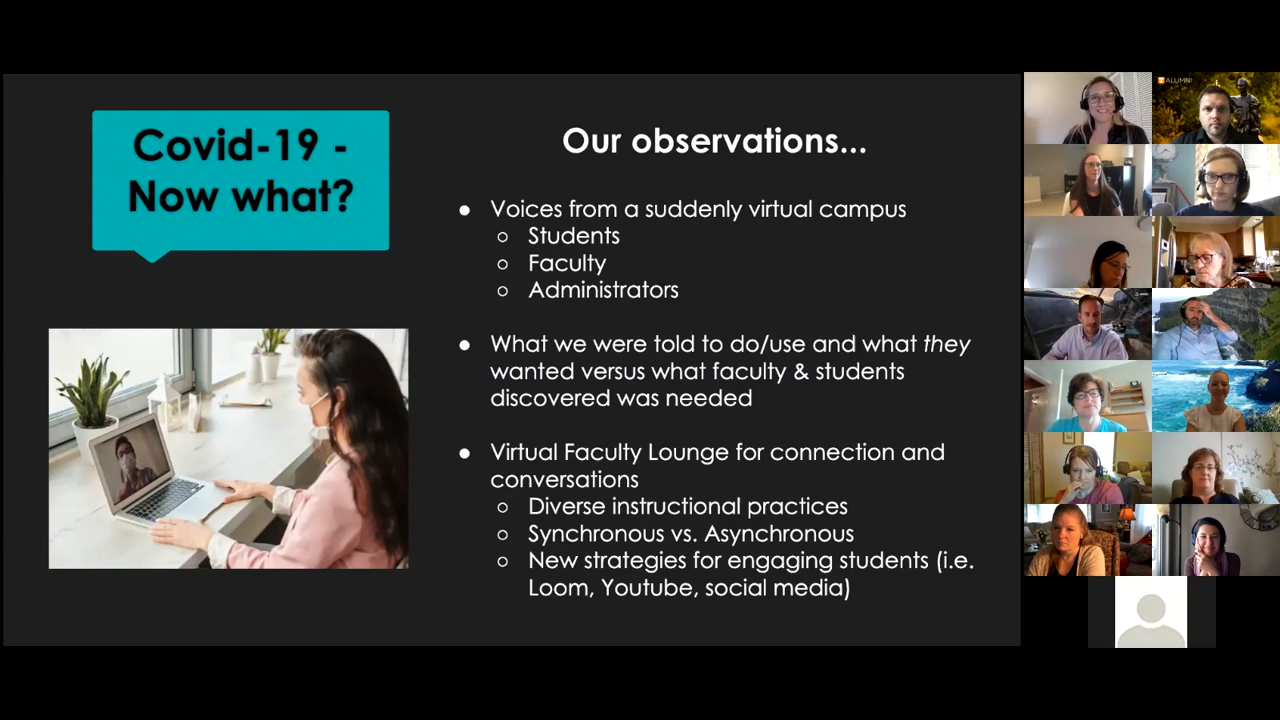 Covid-19 -
Now what?
Our observations...
● Voices from a suddenly virtual campus
○ Students
○ Faculty
○ Administrators
● What we were told to do/use and what they
wanted versus what faculty & students
discovered was needed
● Virtual Faculty Lounge for connection and
conversations
○ Diverse instructional practices
○ Synchronous vs. Asynchronous
○ New strategies for engaging students (i.e.
Loom, Youtube, social media)
T ALUMNI